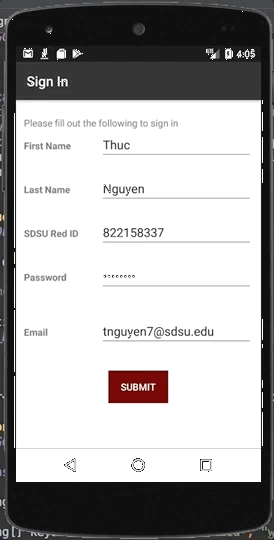 4:05
Sign In
Please fill out the following to sign in
First Name Thuc
Last Name Nguyen
SDSU Red ID 822158337
Password ••••••••
Email tnguyen7@sdsu.edu
SUBMIT